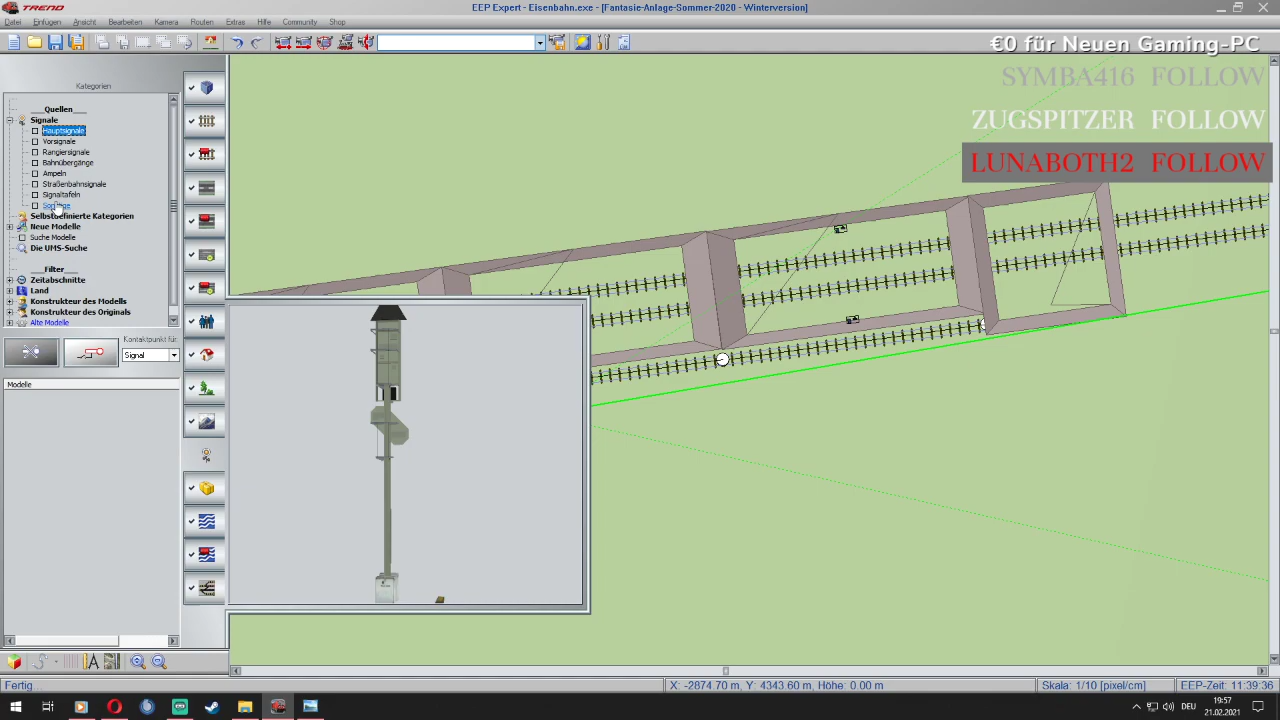 TREND
EEP Expert - Eisenbahn.exe - [Fantasie-Anlage-Sommer-2020 - Winterversion]
Datei Einfügen Ansichten Bearbeiten Kamera Routen Extras Hilfe Community Shop
€0 für Neuen Gaming-PC
SYMBA416 FOLLOW
ZUGSPITZER FOLLOW
LUNABOTH2 FOLLOW
Kategorien
__Quellen__
Signale
Hauptsignale
Vorsignale
Rangiersignale
Bahnübergänge
Ampeln
Straßenbahnsignale
Signaltafeln
Selbstdefinierte Kategorien
Neue Modelle
Suche Modelle
Die UMS-Suche
__Filter__
Zeitabschnitte
Land
Konstrukteur des Modells
Konstrukteur des Originals
Alte Modelle
Kontaktpunkt für
Signal
Modelle
Fertig...
X: -2874.70 m, Y: 4343.60 m, Höhe: 0.00 m
Skala: 1/10 [pixel/cm]
EEP-Zeit: 11:39:36
DEU
19:57
21.02.2021